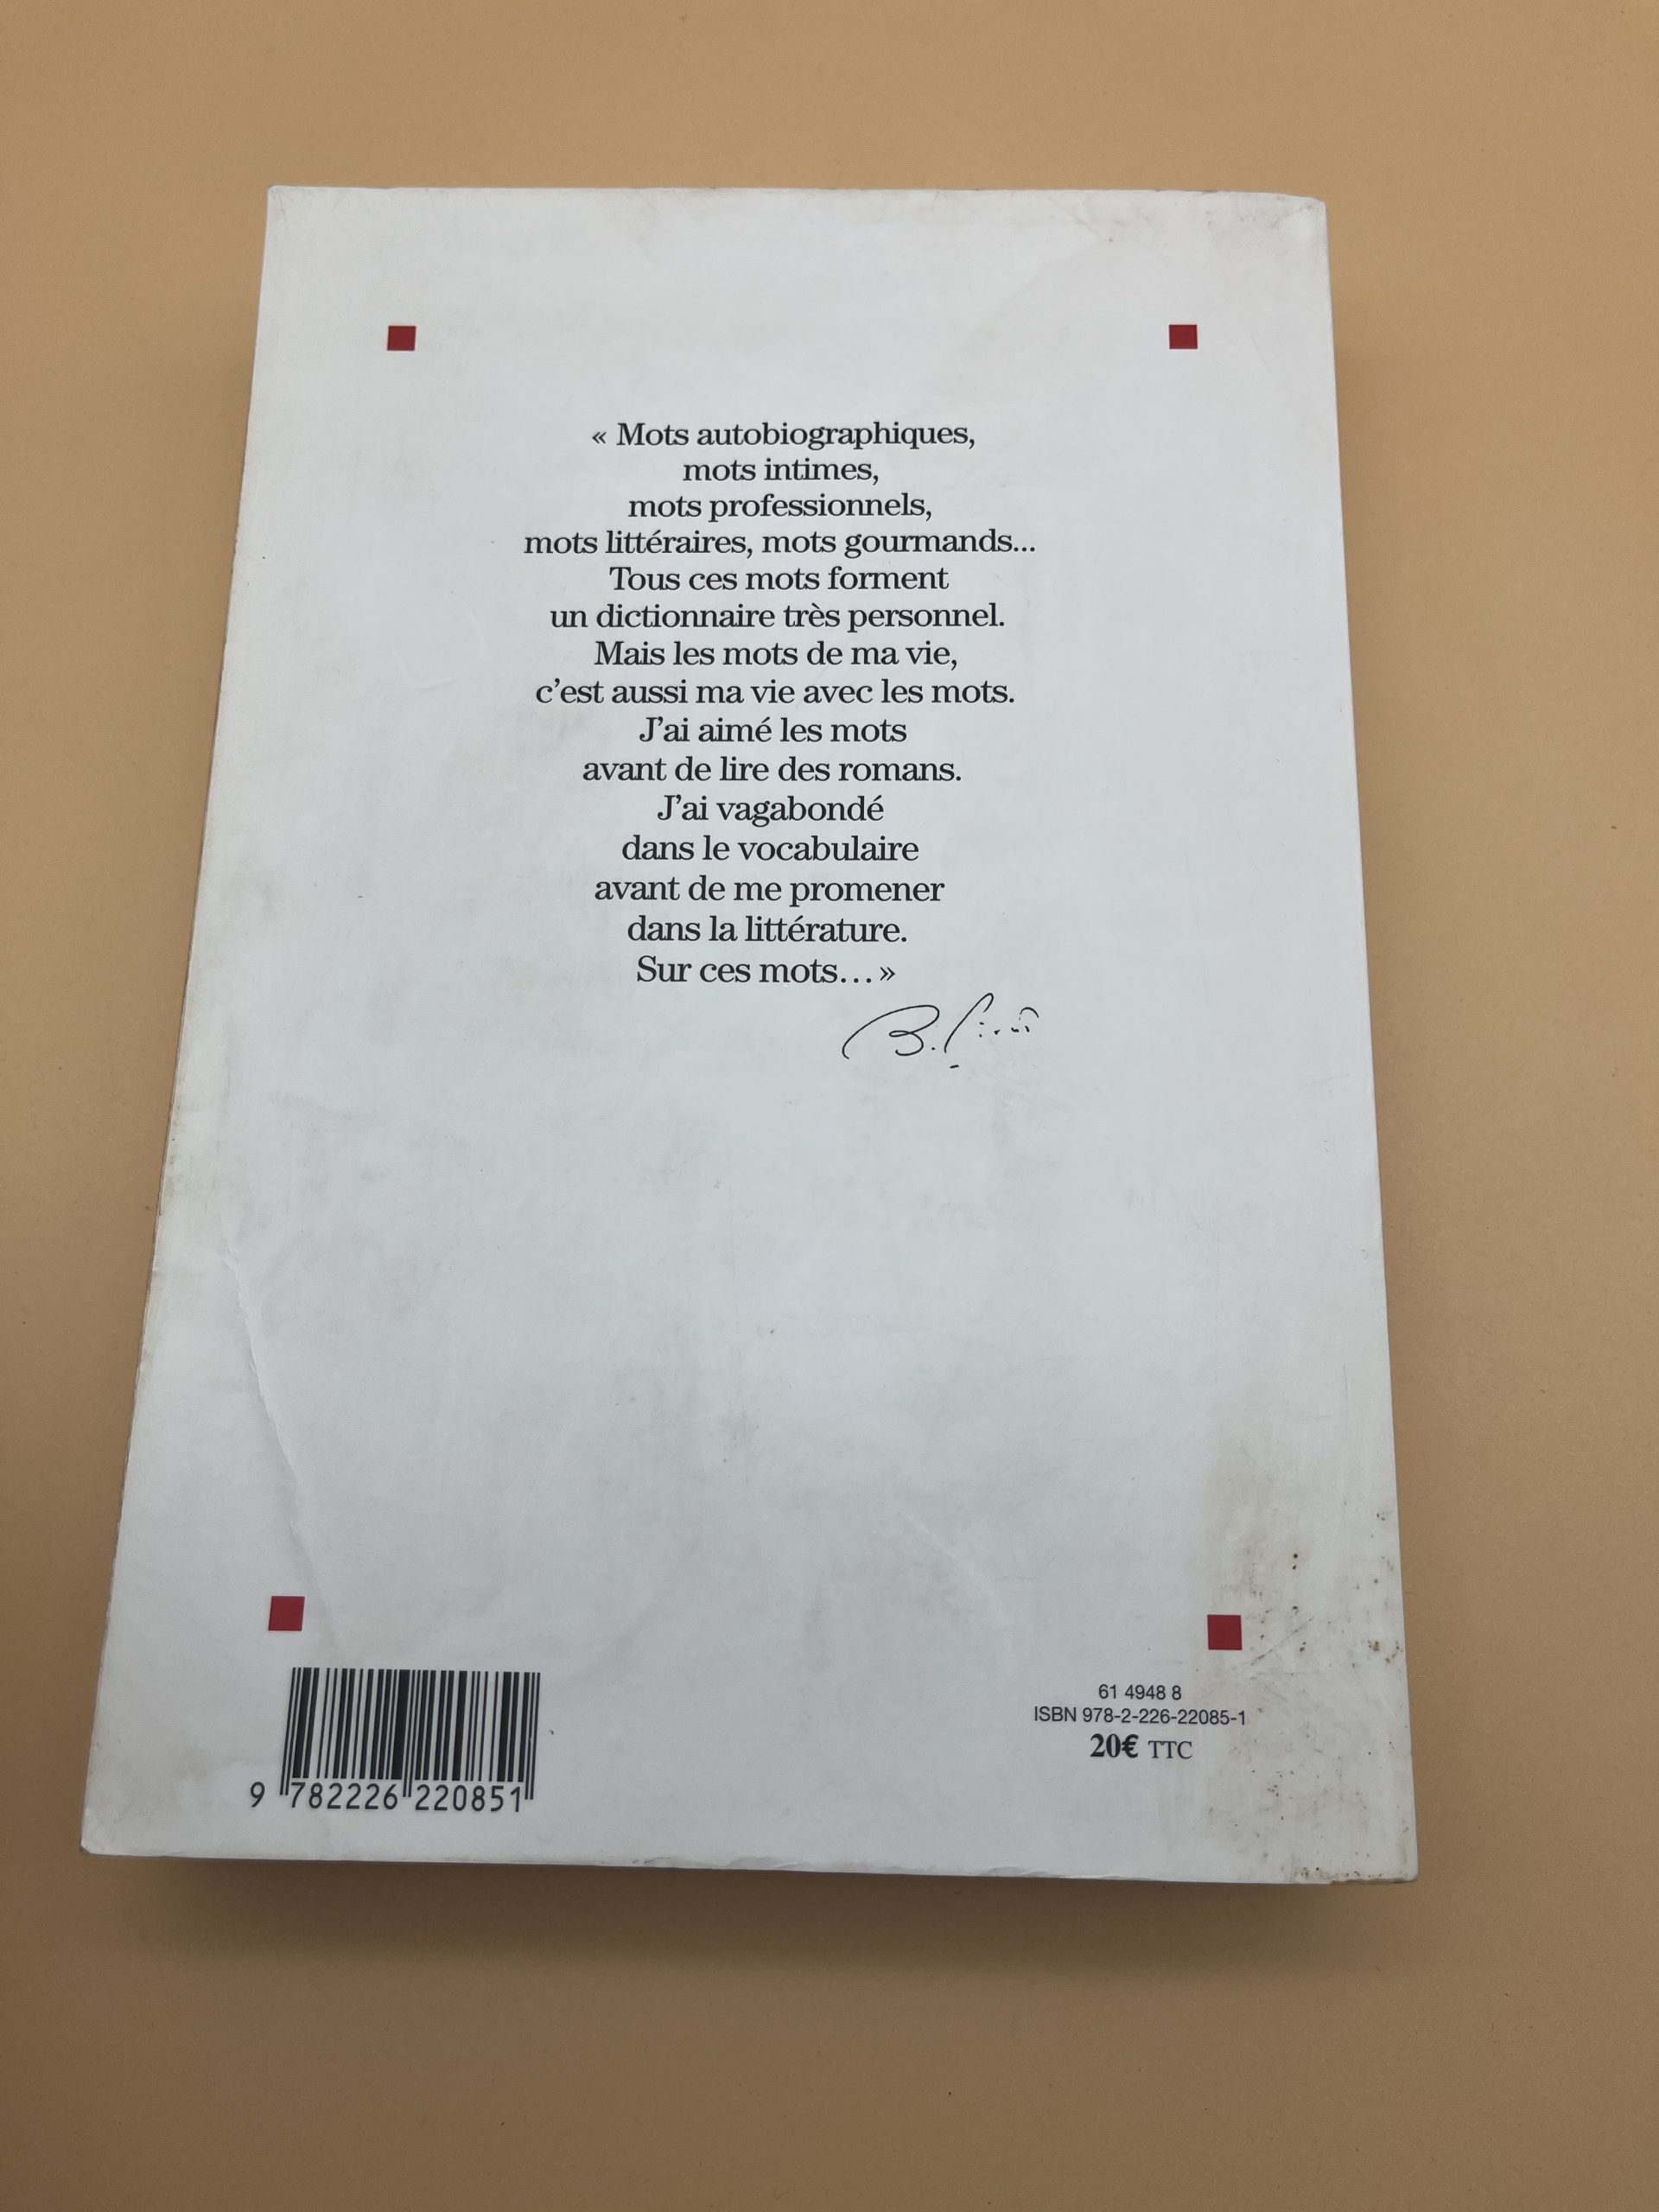 « Mots autobiographiques,
mots intimes,
mots professionnels,
mots littéraires, mots gourmands...
Tous ces mots forment
un dictionnaire très personnel.
Mais les mots de ma vie,
c’est aussi ma vie avec les mots.
J’ai aimé les mots
avant de lire des romans.
J’ai vagabondé
dans le vocabulaire
avant de me promener
dans la littérature.
Sur ces mots… »
61 4948 8
ISBN 978-2-226-22085-1
20€ TTC
9 782226 220851